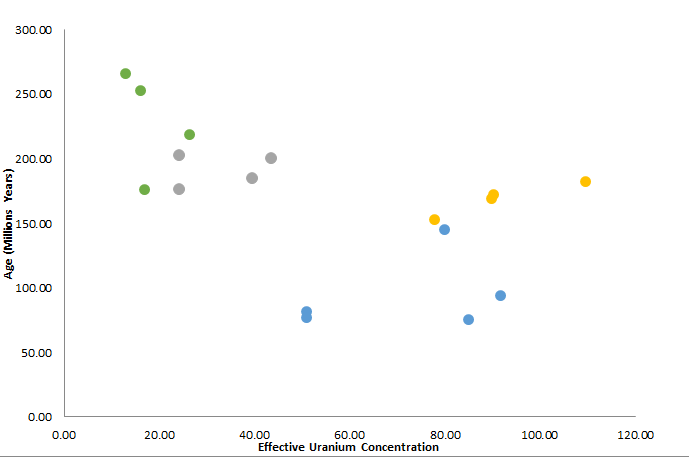 300.00
250.00
200.00
150.00
100.00
50.00
0.00
Age (Millions Years)
0.00 20.00 40.00 60.00 80.00 100.00 120.00
Effective Uranium Concentration